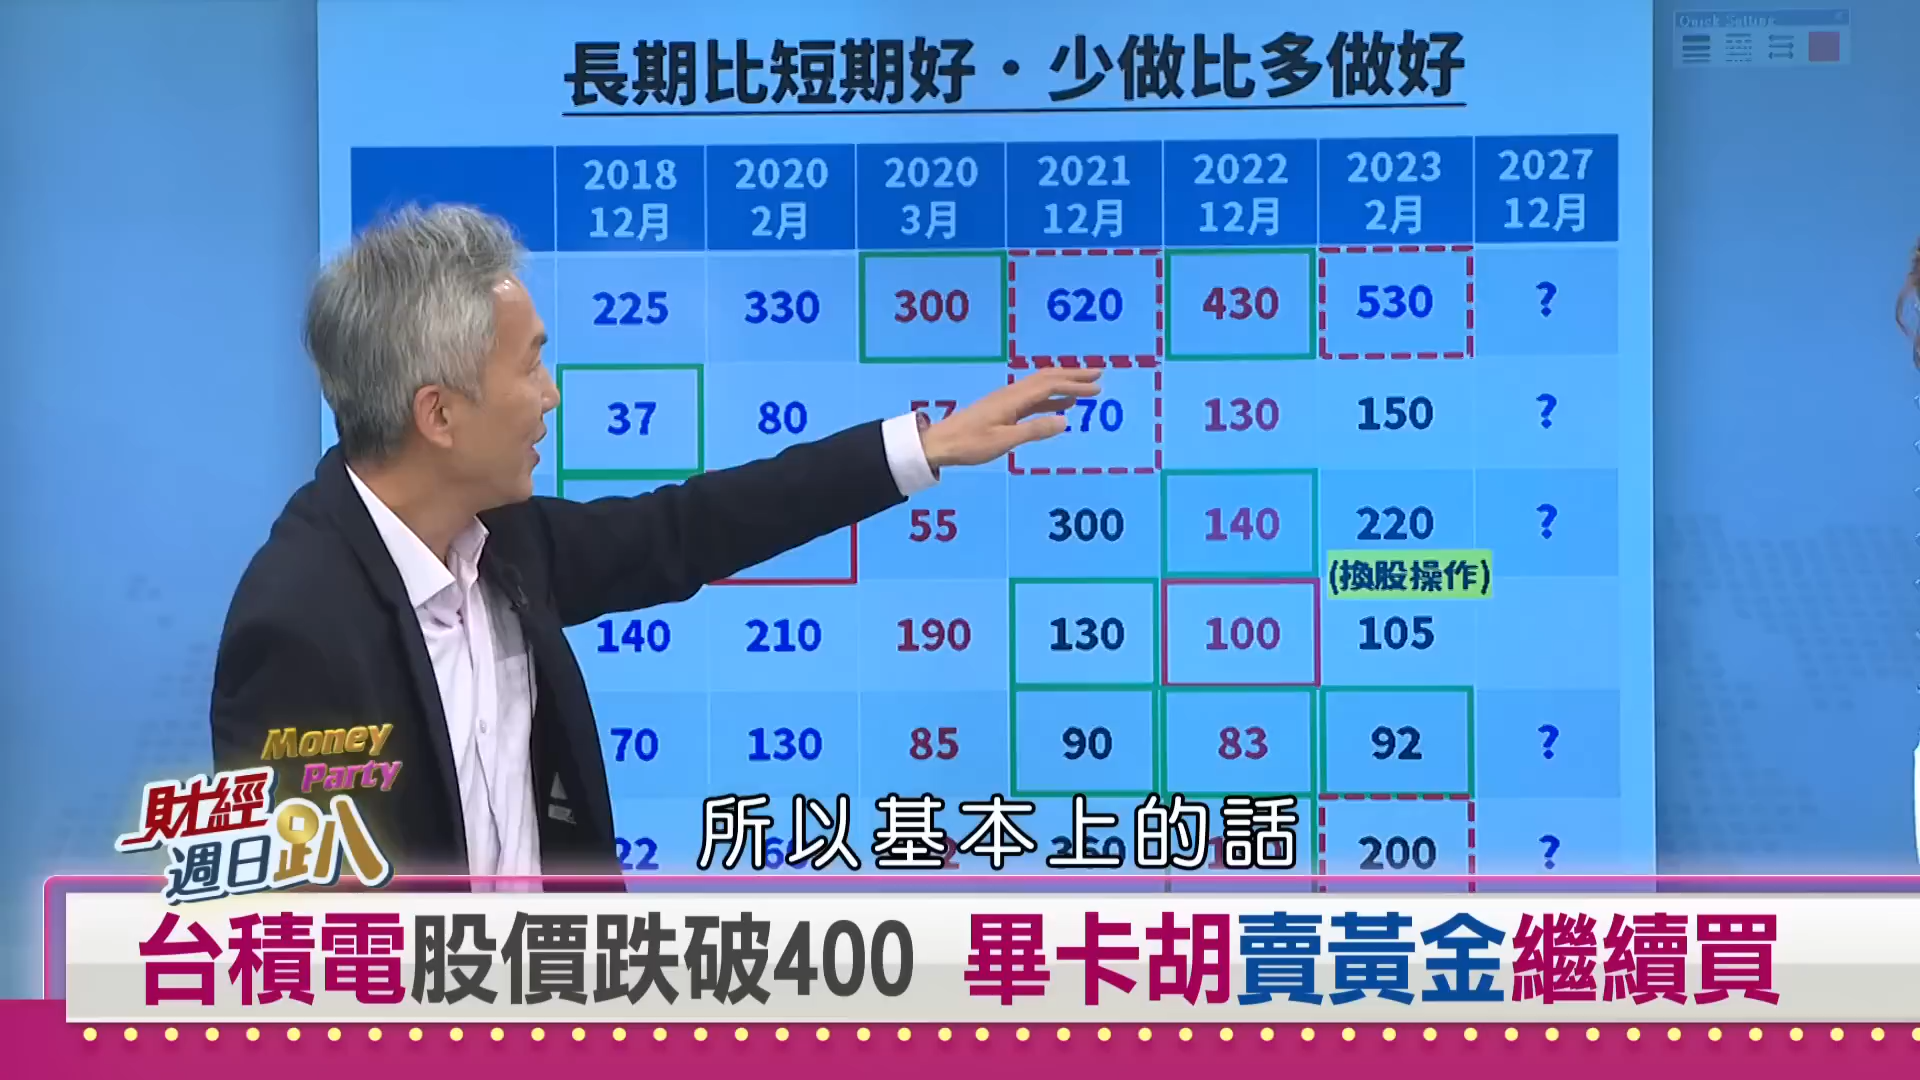 Quick Setting
長期比短期好・少做比多做好
2018 12月 2020 2月 2020 3月 2021 12月 2022 12月 2023 2月 2027 12月
225 330 300 620 430 530 ?
37 80 57 170 130 150 ?
55 300 140 220 ?
(換股操作)
140 210 190 130 100 105
70 130 85 90 83 92 ?
22 200 ?
Money Party
財經週日趴
所以基本上的話
台積電股價跌破400 畢卡胡賣黃金繼續買